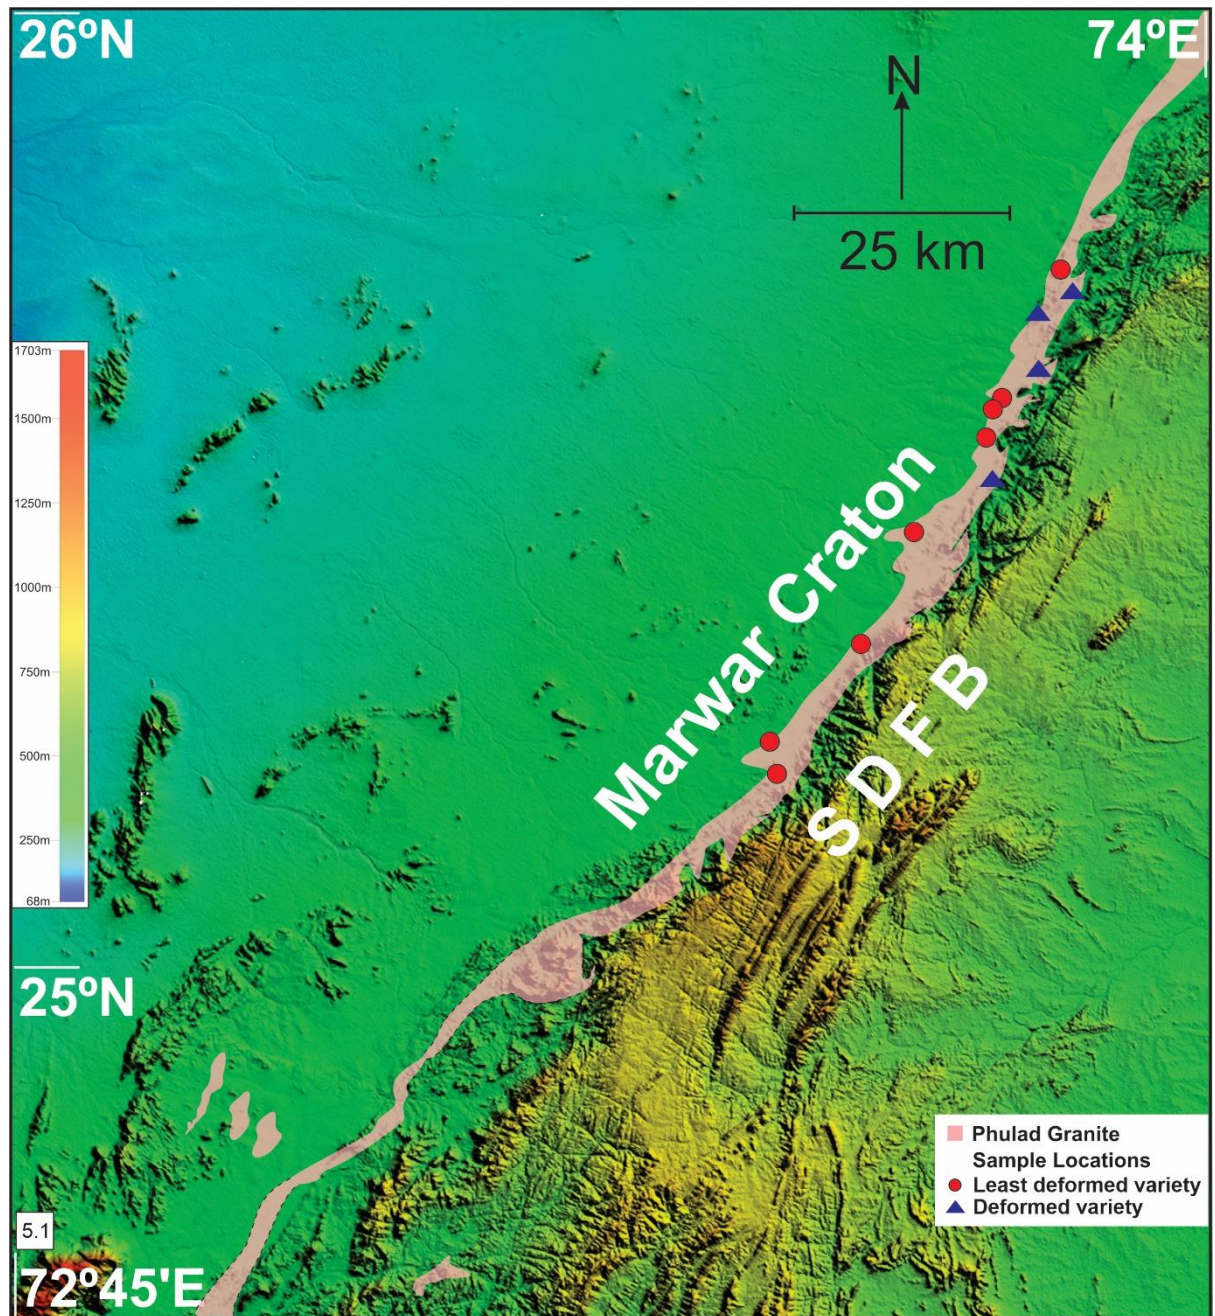 26ºN
74ºE
N
25 km
1703m
1500m
1250m
1000m
750m
500m
250m
68m
Marwar Craton
S D F B
25ºN
Phulad Granite
Sample Locations
Least deformed variety
Deformed variety
5.1
72º45'E